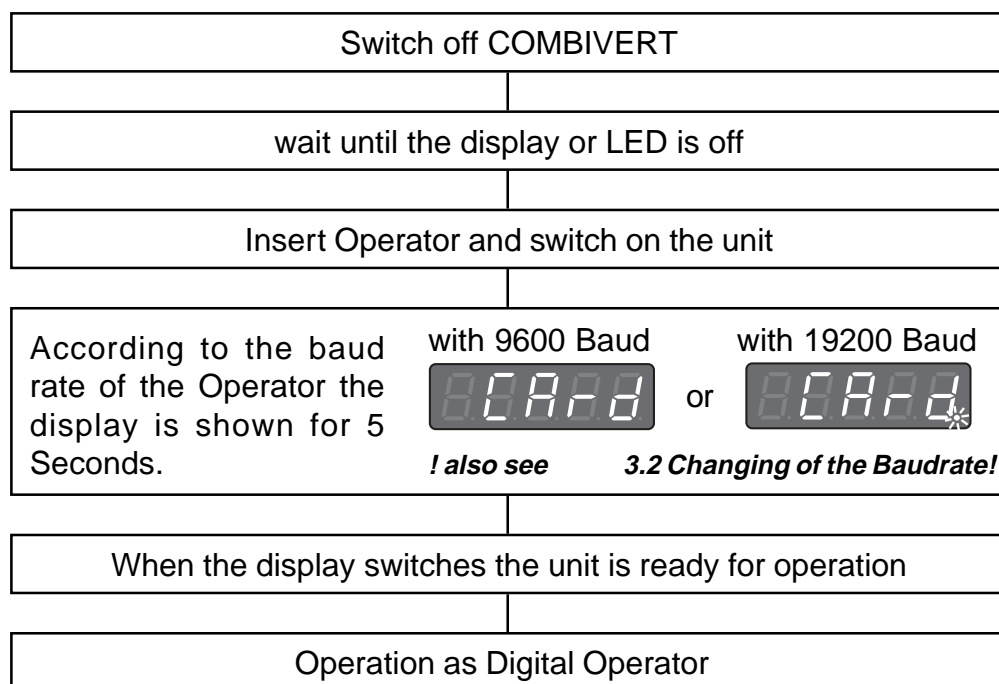 Switch off COMBIVERT
wait until the display or LED is off
Insert Operator and switch on the unit
According to the baud
rate of the Operator the
display is shown for 5
Seconds.
with 9600 Baud
CArd
or
with 19200 Baud
CArd.
! also see 3.2 Changing of the Baudrate!
When the display switches the unit is ready for operation
Operation as Digital Operator